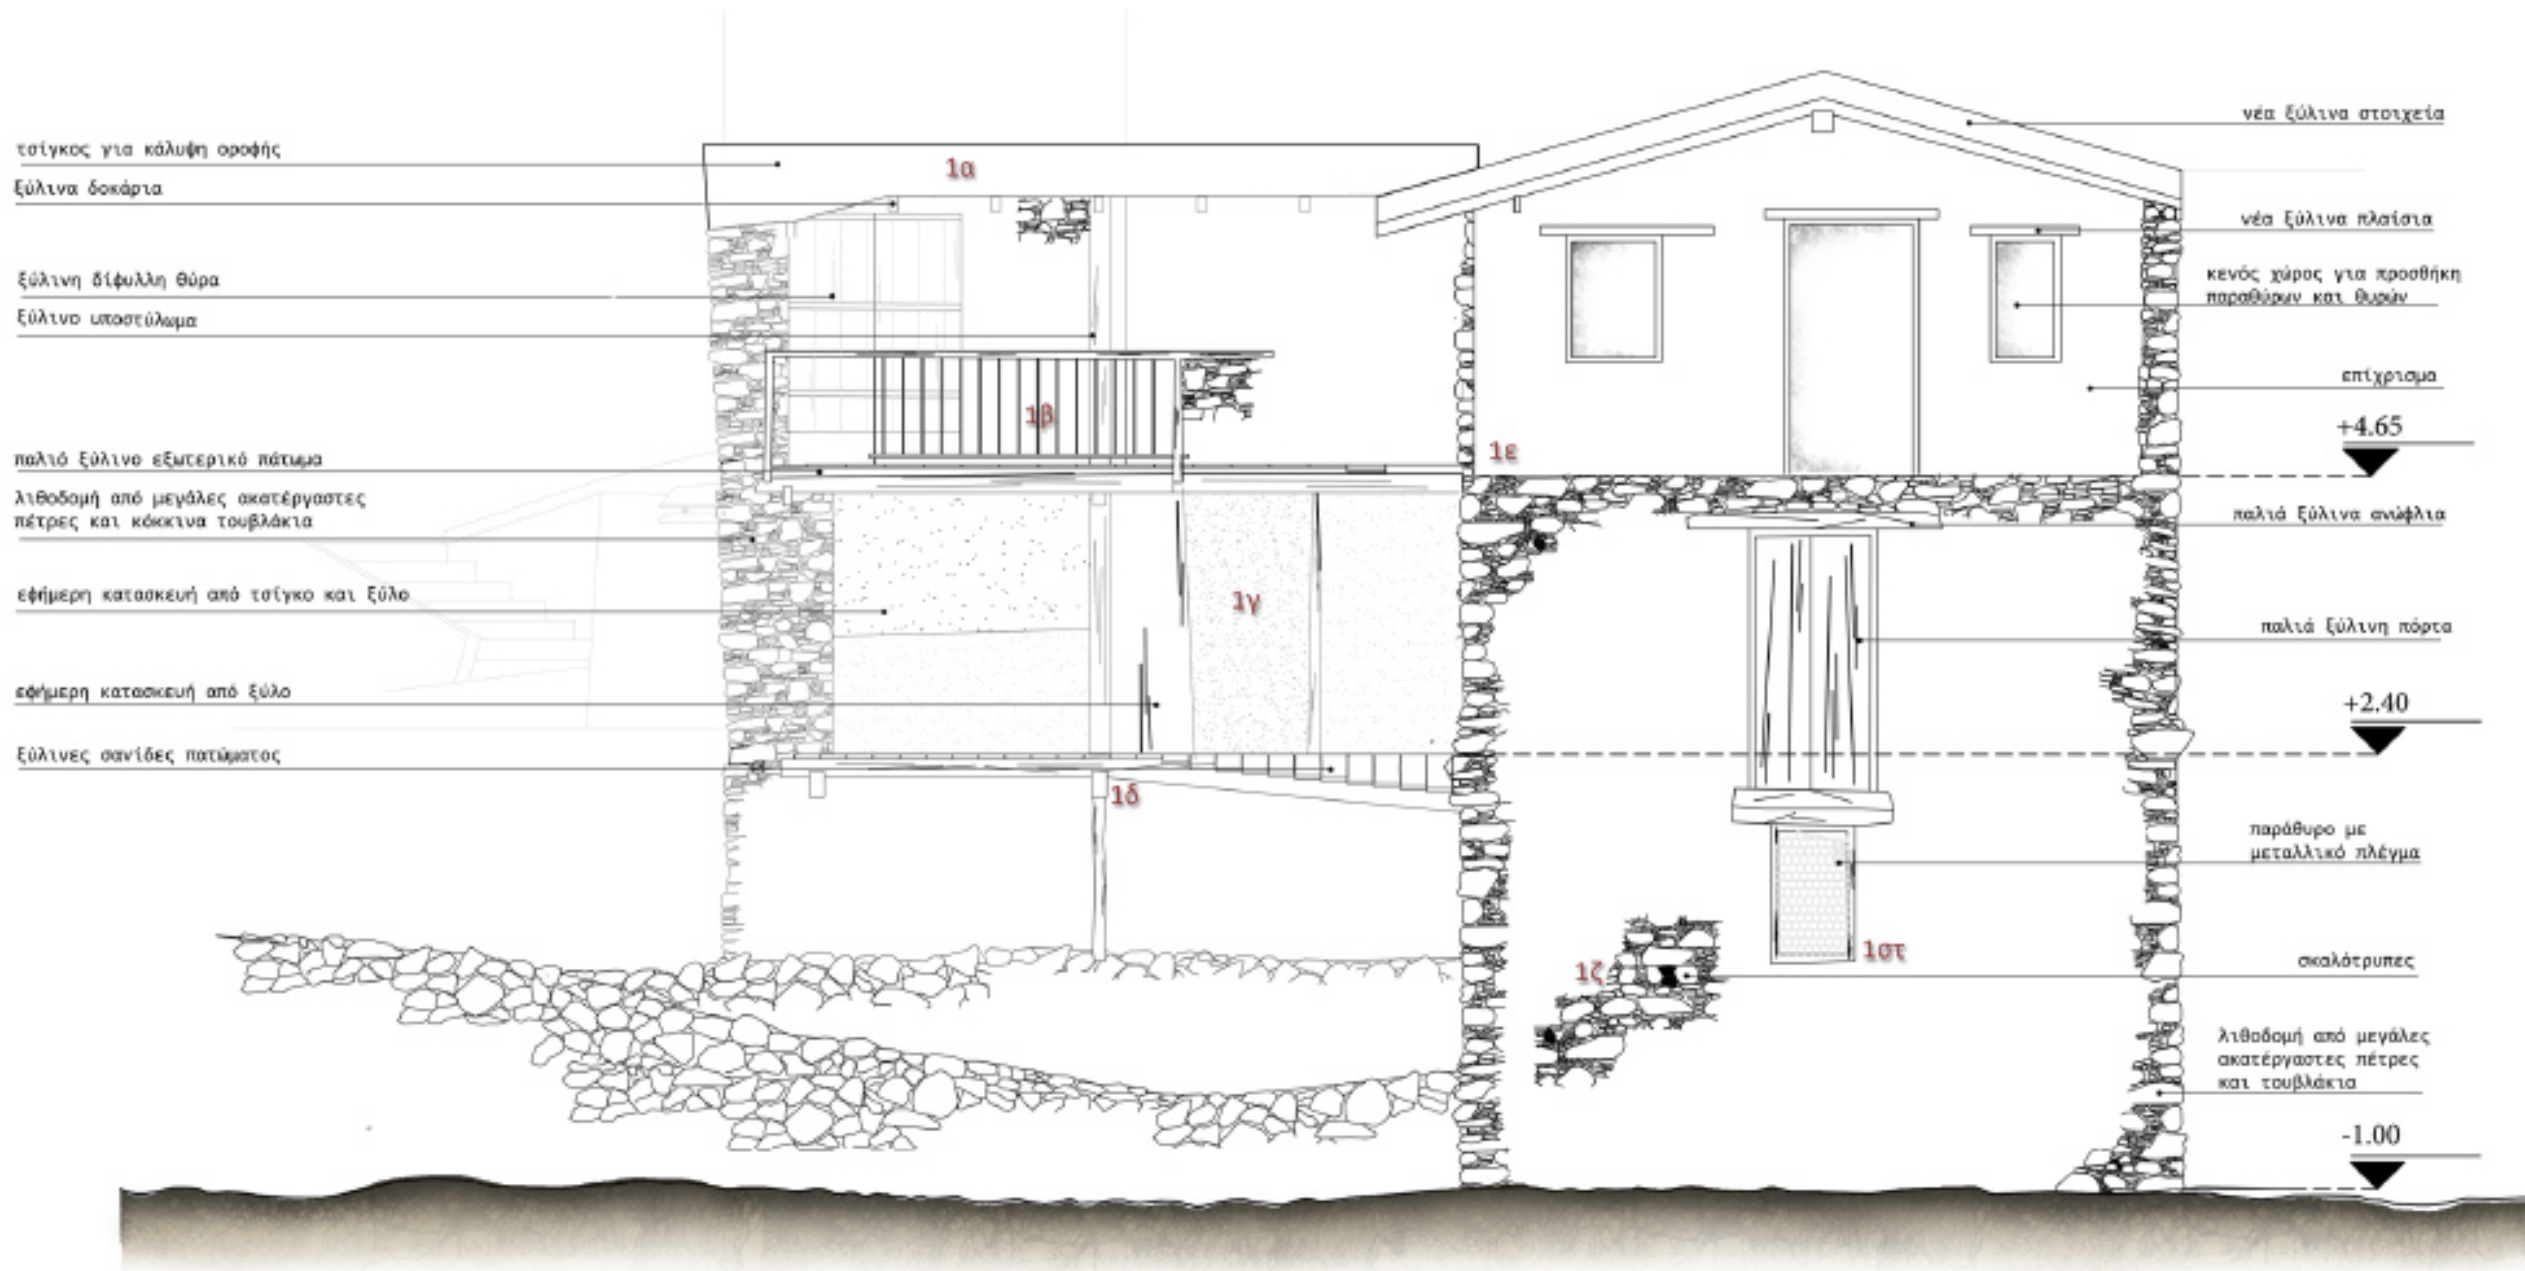 τσίγκος για κάλυψη οροφής
ξύλινα δοκάρια
ξύλινη δίφυλλη θύρα
ξύλινο υποστύλωμα
παλιό ξύλινο εξωτερικό πάτωμα
λιθοδομή από μεγάλες ακατέργαστες
πέτρες και κόκκινα τουβλάκια
εφήμερη κατασκευή από τσίγκο και ξύλο
εφήμερη κατασκευή από ξύλο
ξύλινες σανίδες πατώματος
1α
1β
1γ
1δ
1ε
1στ
1ζ
νέα ξύλινα στοιχεία
νέα ξύλινα πλαίσια
κενός χώρος για προσθήκη
παραθύρων και θυρών
επίχρισμα
+4.65
παλιά ξύλινα ανώφλια
παλιά ξύλινη πόρτα
+2.40
παράθυρο με
μεταλλικό πλέγμα
σκαλότρυπες
λιθοδομή από μεγάλες
ακατέργαστες πέτρες
και τουβλάκια
-1.00